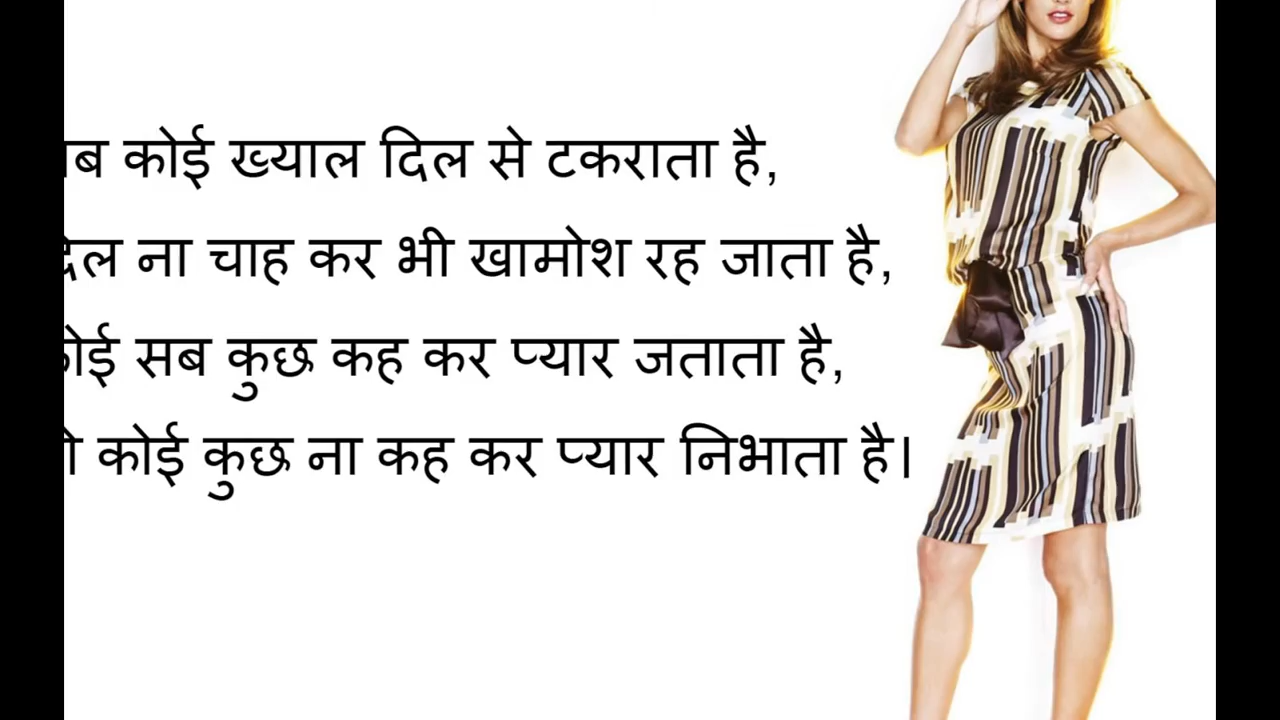 कोई ख्याल दिल से टकराता है,
ना चाह कर भी खामोश रह जाता है,
सब कुछ कह कर प्यार जताता है,
कोई कुछ ना कह कर प्यार निभाता है।